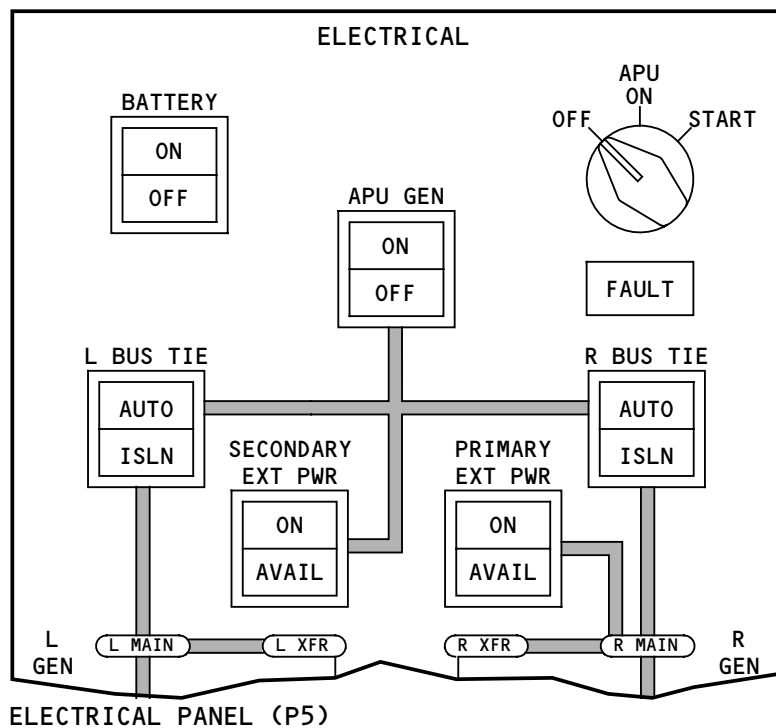 ELECTRICAL
APU
ON
OFF
START
BATTERY
ON
OFF
APU GEN
ON
OFF
FAULT
L BUS TIE
AUTO
ISLN
R BUS TIE
AUTO
ISLN
SECONDARY
EXT PWR
ON
AVAIL
PRIMARY
EXT PWR
ON
AVAIL
L
GEN
L MAIN
L XFR
R XFR
R MAIN
R
GEN
ELECTRICAL PANEL (P5)